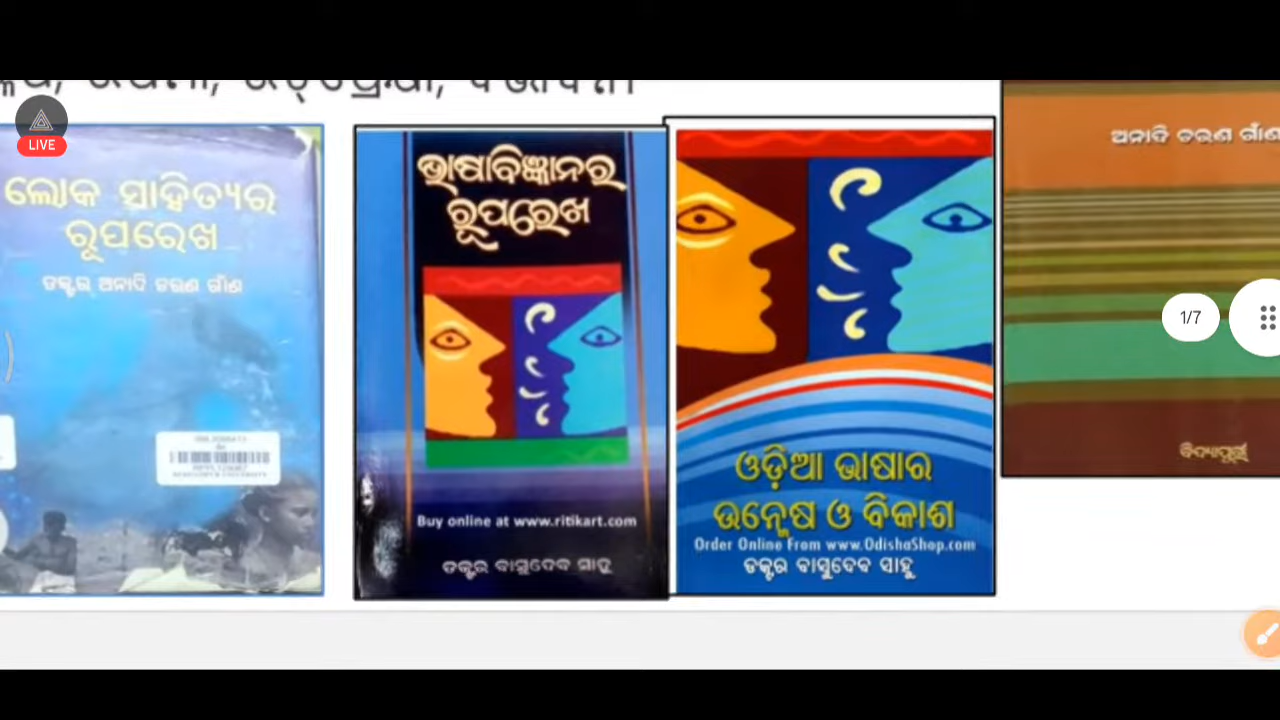 LIVE
ଲୋକ ସାହିତ୍ୟର
ରୂପରେଖ
ଡକ୍ଟର ଅନାଦି ଚରଣ ଗାଁଣ
ଭାଷାବିଜ୍ଞାନର
ରୂପରେଖ
Buy online at www.ritikart.com
ଡକ୍ଟର ବାସୁଦେବ ସାହୁ
ଓଡ଼ିଆ ଭାଷାର
ଉନ୍ମେଷ ଓ ବିକାଶ
Order Online From www.OdishaShop.com
ଡକ୍ଟର ବାସୁଦେବ ସାହୁ
ଅନାଦି ଚରଣ ଗାଁଣ
1/7
ବିଦ୍ୟାପୁରୀ